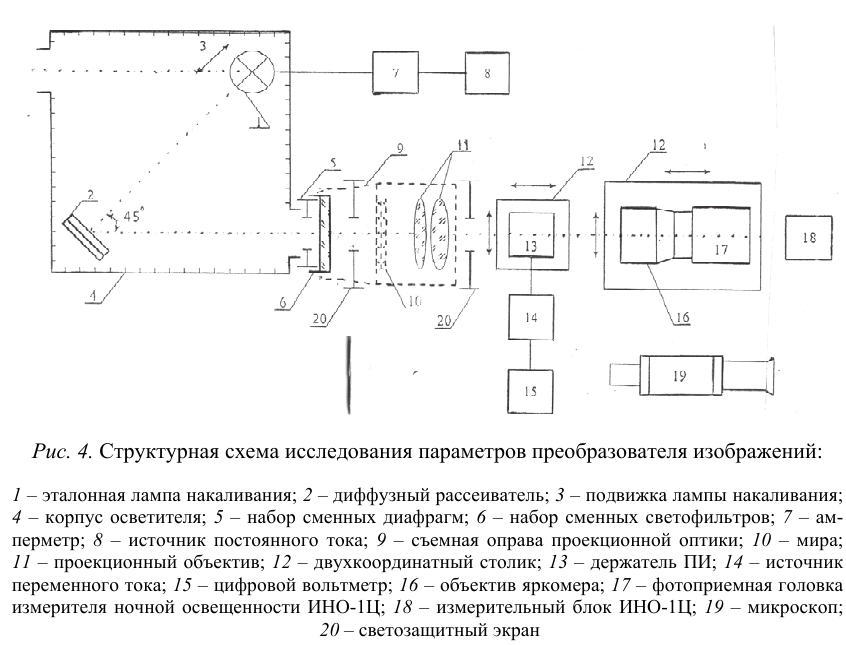 3
7
8
1
2
45°
5
9
11
12
12
13
17
18
4
6
20
10
20
14
16
15
19
Рис. 4. Структурная схема исследования параметров преобразователя изображений:
1 – эталонная лампа накаливания; 2 – диффузный рассеиватель; 3 – подвижка лампы накаливания;
4 – корпус осветителя; 5 – набор сменных диафрагм; 6 – набор сменных светофильтров; 7 – ам-
перметр; 8 – источник постоянного тока; 9 – съемная оправа проекционной оптики; 10 – мира;
11 – проекционный объектив; 12 – двухкоординатный столик; 13 – держатель ПИ; 14 – источник
переменного тока; 15 – цифровой вольтметр; 16 – объектив яркомера; 17 – фотоприемная головка
измерителя ночной освещенности ИНО-1Ц; 18 – измерительный блок ИНО-1Ц; 19 – микроскоп;
20 – светозащитный экран